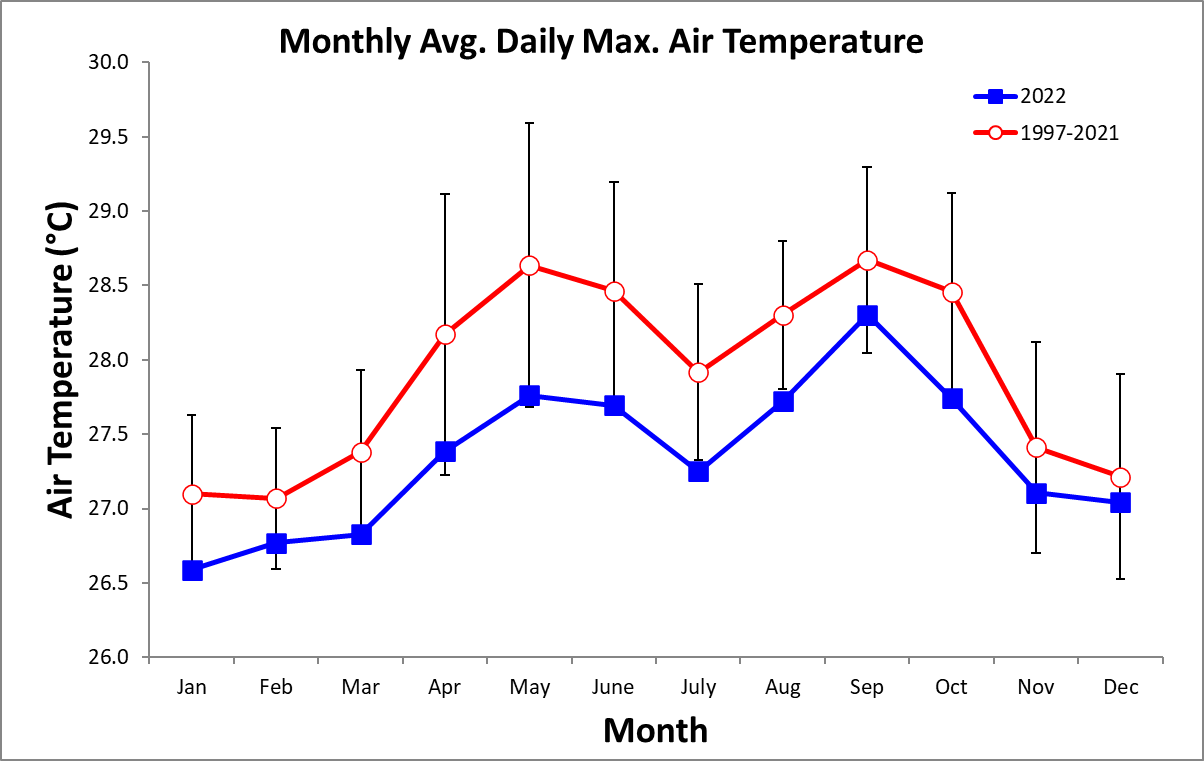 Monthly Avg. Daily Max. Air Temperature
30.0
29.5
29.0
28.5
28.0
27.5
27.0
26.5
26.0
Air Temperature (°C)
2022
1997-2021
Jan Feb Mar Apr May June July Aug Sep Oct Nov Dec
Month